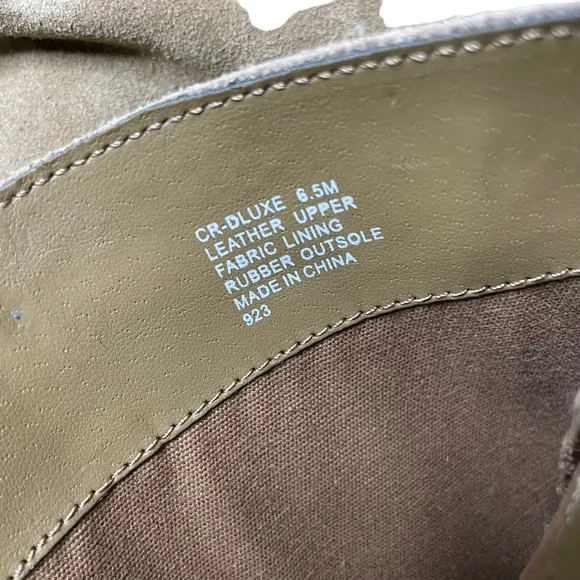 CR-DLUXE 6.5M
LEATHER UPPER
FABRIC LINING
RUBBER OUTSOLE
MADE IN CHINA
923